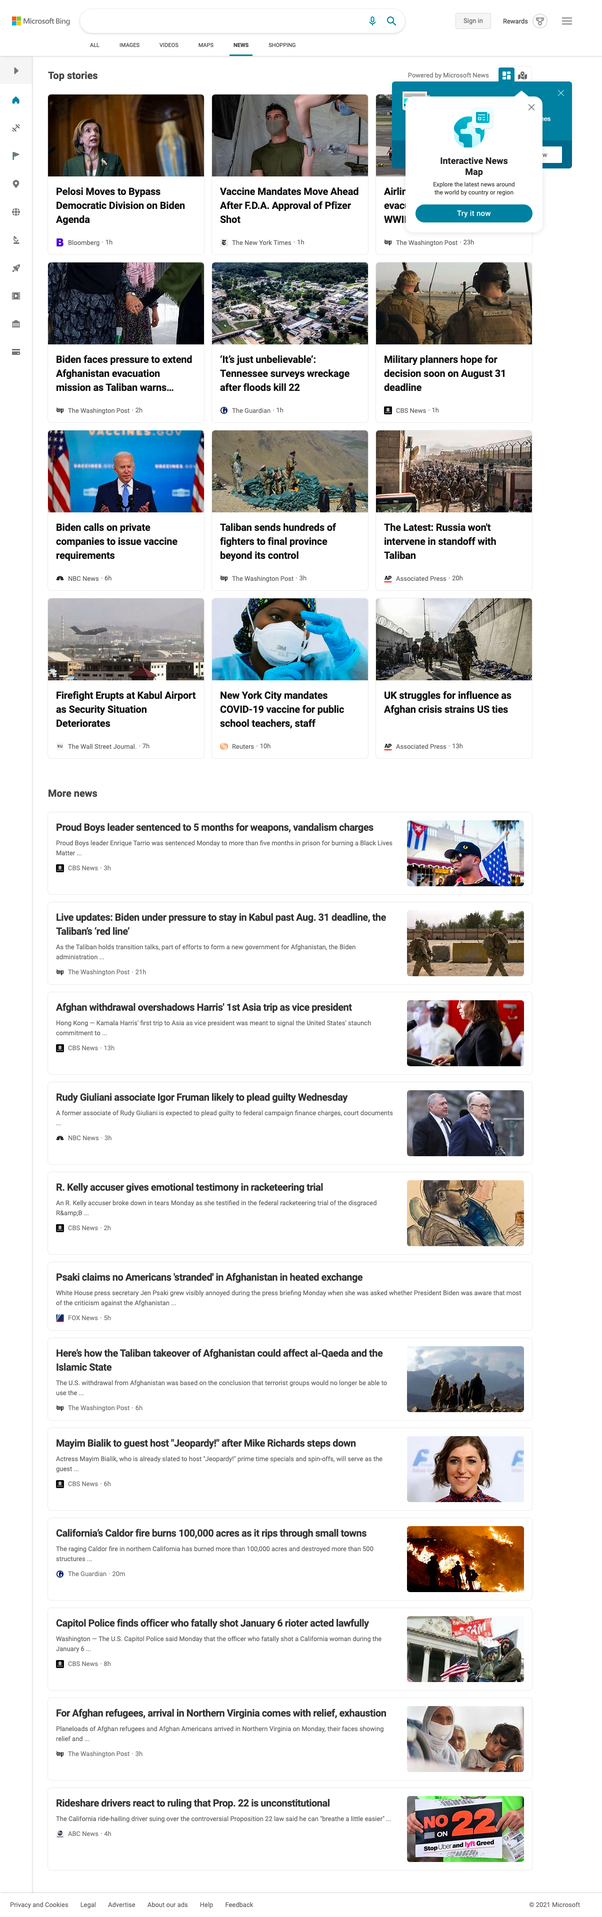 Microsoft Bing
Sign in
Rewards
ALL
IMAGES
VIDEOS
MAPS
NEWS
SHOPPING
Top stories
Powered by Microsoft News
Interactive News
Map
Explore the latest news around
the world by country or region
Try it now
Pelosi Moves to Bypass
Democratic Division on Biden
Agenda
Bloomberg · 1h
Vaccine Mandates Move Ahead
After F.D.A. Approval of Pfizer
Shot
The New York Times · 1h
The Washington Post · 23h
Biden faces pressure to extend
Afghanistan evacuation
mission as Taliban warns...
The Washington Post · 2h
'It's just unbelievable':
Tennessee surveys wreckage
after floods kill 22
The Guardian · 1h
Military planners hope for
decision soon on August 31
deadline
CBS News · 1h
VACCINES.GOV
Biden calls on private
companies to issue vaccine
requirements
NBC News · 6h
Taliban sends hundreds of
fighters to final province
beyond its control
The Washington Post · 3h
The Latest: Russia won't
intervene in standoff with
Taliban
AP Associated Press · 20h
Firefight Erupts at Kabul Airport
as Security Situation
Deteriorates
WSJ The Wall Street Journal. · 7h
New York City mandates
COVID-19 vaccine for public
school teachers, staff
Reuters · 10h
UK struggles for influence as
Afghan crisis strains US ties
AP Associated Press · 13h
More news
Proud Boys leader sentenced to 5 months for weapons, vandalism charges
Proud Boys leader Enrique Tarrio was sentenced Monday to more than five months in prison for burning a Black Lives
Matter ...
CBS News · 3h
Live updates: Biden under pressure to stay in Kabul past Aug. 31 deadline, the
Taliban's 'red line'
As the Taliban holds transition talks, part of efforts to form a new government for Afghanistan, the Biden
administration ...
The Washington Post · 21h
Afghan withdrawal overshadows Harris' 1st Asia trip as vice president
Hong Kong — Kamala Harris' first trip to Asia as vice president was meant to signal the United States' staunch
commitment to ...
CBS News · 13h
Rudy Giuliani associate Igor Fruman likely to plead guilty Wednesday
A former associate of Rudy Giuliani is expected to plead guilty to federal campaign finance charges, court documents
...
NBC News · 3h
R. Kelly accuser gives emotional testimony in racketeering trial
An R. Kelly accuser broke down in tears Monday as she testified in the federal racketeering trial of the disgraced
R&amp;B ...
CBS News · 2h
Psaki claims no Americans 'stranded' in Afghanistan in heated exchange
White House press secretary Jen Psaki grew visibly annoyed during the press briefing Monday when she was asked whether President Biden was aware that most
of the criticism against the Afghanistan ...
FOX News · 5h
Here's how the Taliban takeover of Afghanistan could affect al-Qaeda and the
Islamic State
The U.S. withdrawal from Afghanistan was based on the conclusion that terrorist groups would no longer be able to
use the ...
The Washington Post · 6h
Mayim Bialik to guest host "Jeopardy!" after Mike Richards steps down
Actress Mayim Bialik, who is already slated to host "Jeopardy!" prime time specials and spin-offs, will serve as the
guest ...
CBS News · 6h
California's Caldor fire burns 100,000 acres as it rips through small towns
The raging Caldor fire in northern California has burned more than 100,000 acres and destroyed more than 500
structures ...
The Guardian · 20m
Capitol Police finds officer who fatally shot January 6 rioter acted lawfully
Washington — The U.S. Capitol Police said Monday that the officer who fatally shot a California woman during the
January 6 ...
CBS News · 8h
For Afghan refugees, arrival in Northern Virginia comes with relief, exhaustion
Planeloads of Afghan refugees and Afghan Americans arrived in Northern Virginia on Monday, their faces showing
relief and ...
The Washington Post · 3h
Rideshare drivers react to ruling that Prop. 22 is unconstitutional
The California ride-hailing driver suing over the controversial Proposition 22 law said he can "breathe a little easier" ...
ABC News · 4h
NO
ON 22
Stop Uber and lyft Greed
Privacy and Cookies
Legal
Advertise
About our ads
Help
Feedback
© 2021 Microsoft